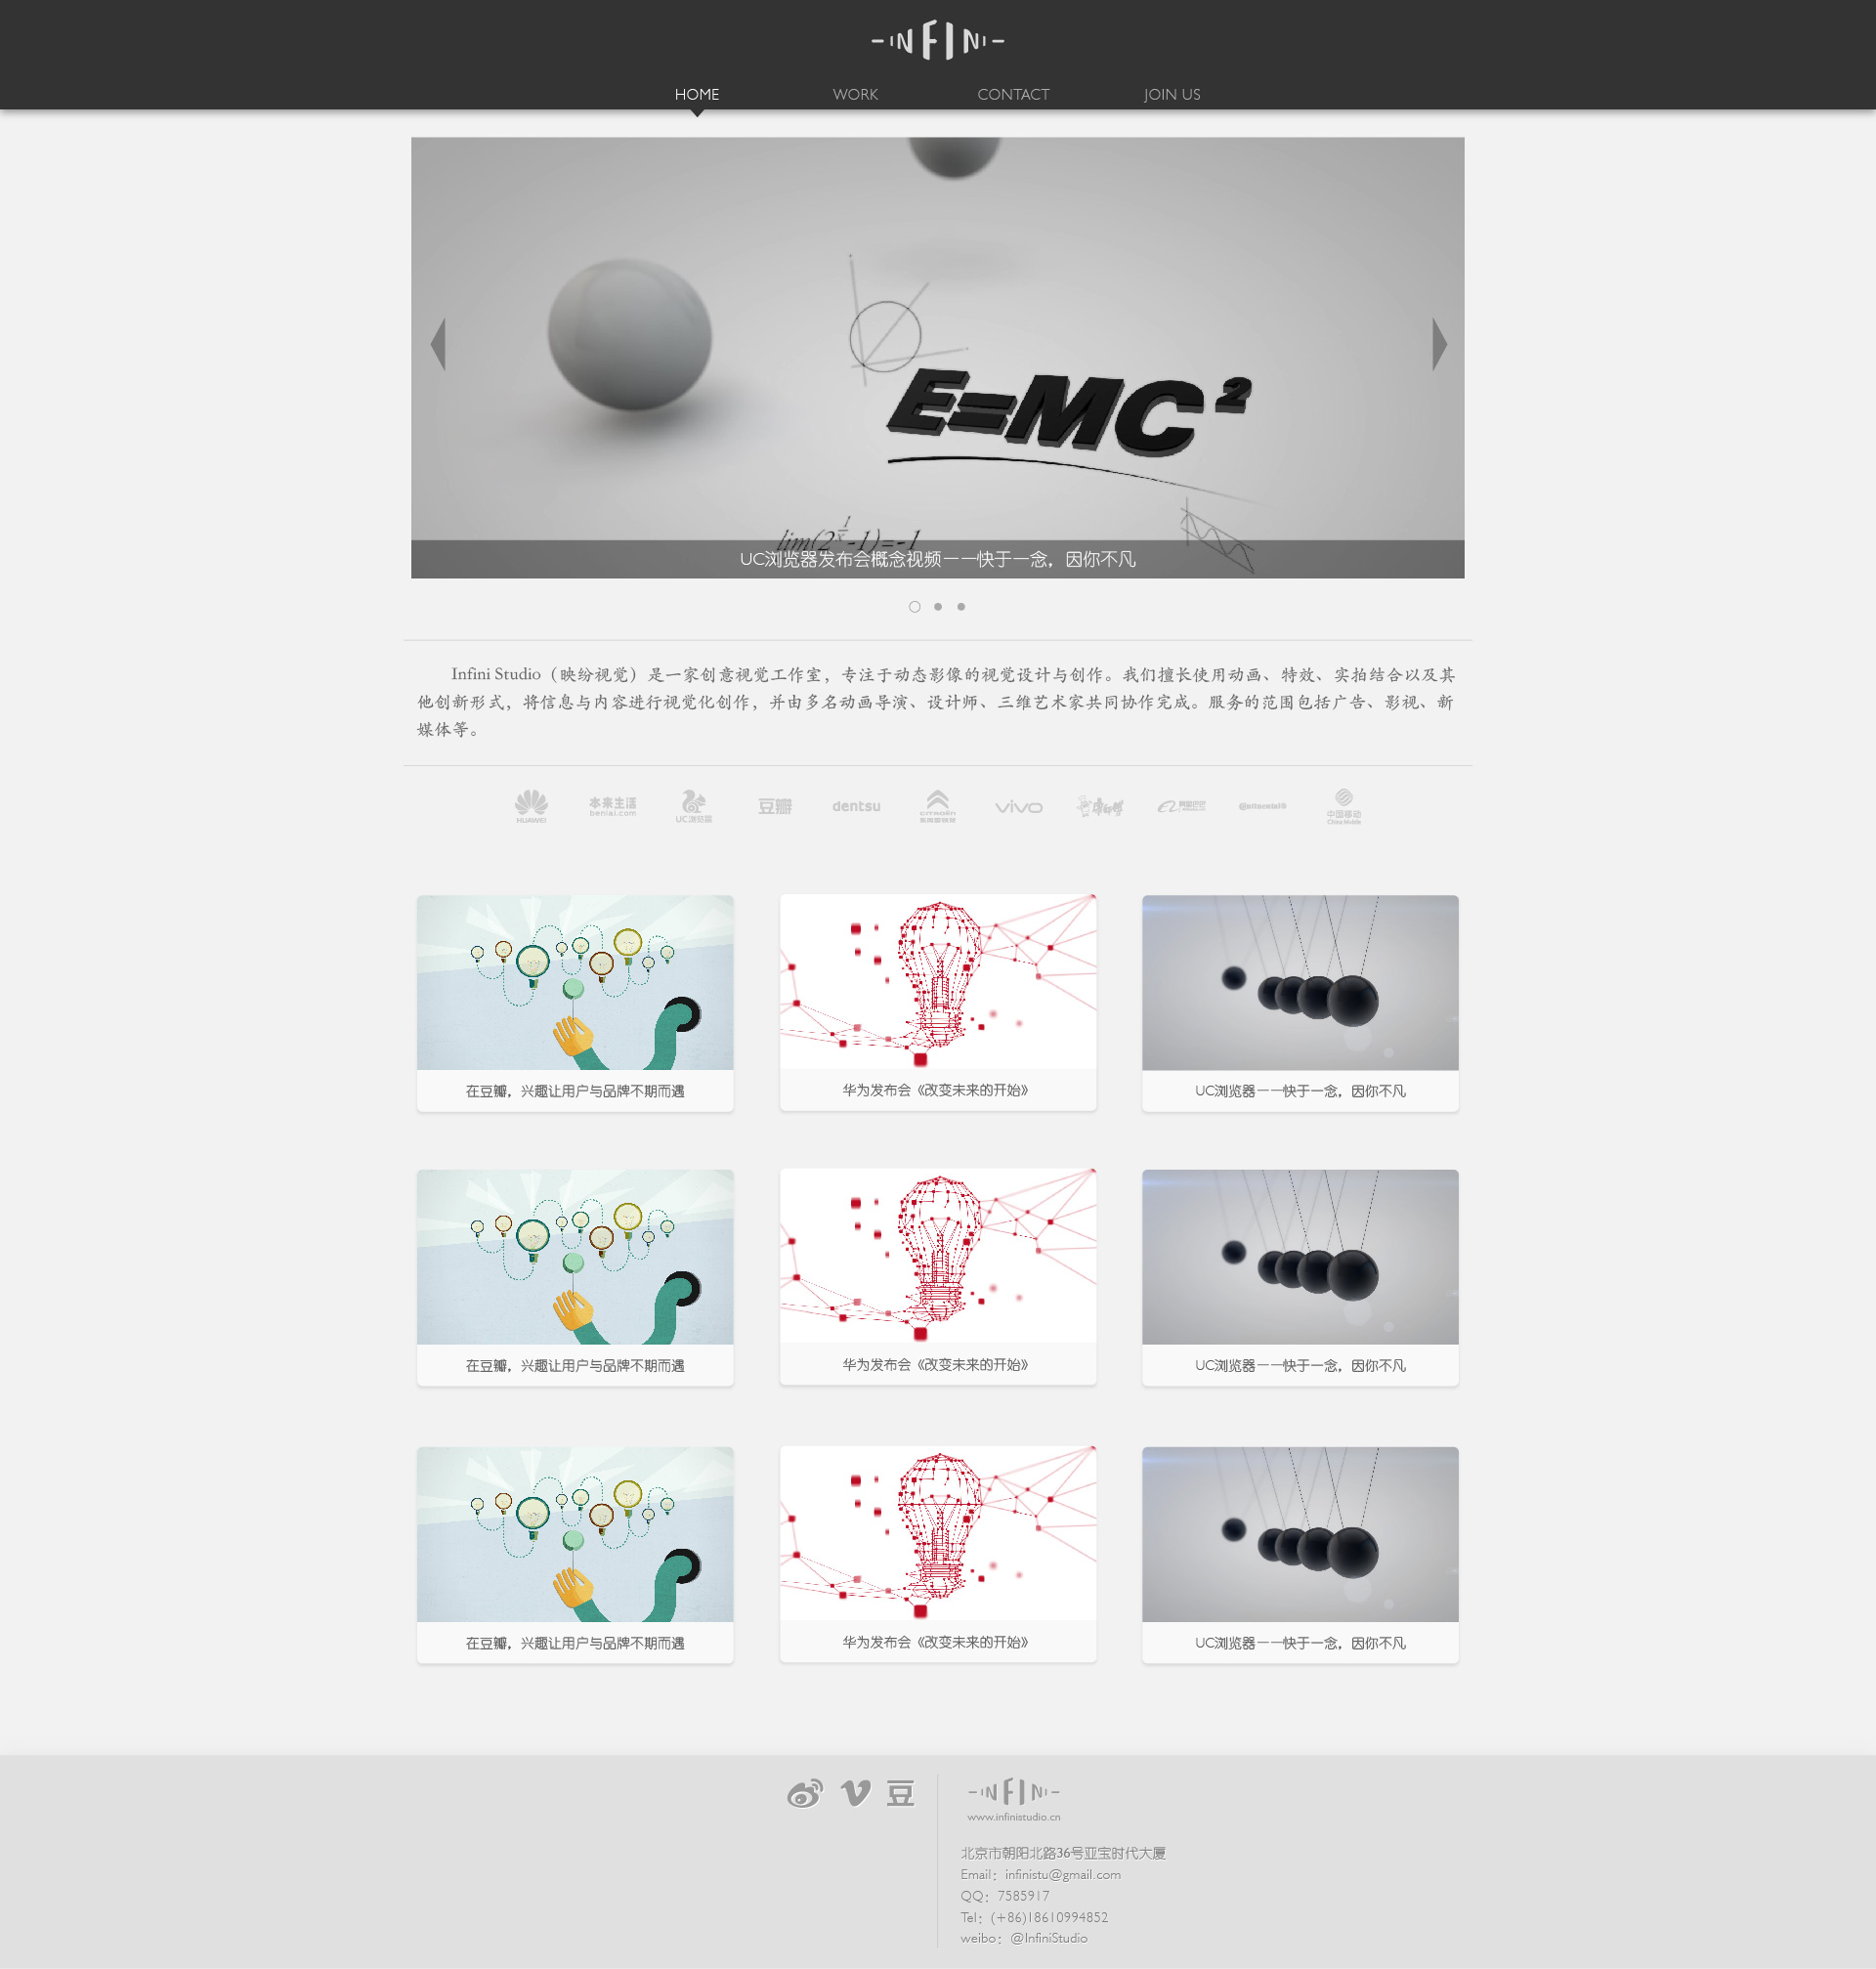 INFINI
HOME WORK CONTACT JOIN US
E=MC²
lim(2^1/x-1)=-1
UC浏览器发布会概念视频——快于一念，因你不凡
Infini Studio（映纷视觉）是一家创意视觉工作室，专注于动态影像的视觉设计与创作。我们擅长使用动画、特效、实拍结合以及其
他创新形式，将信息与内容进行视觉化创作，并由多名动画导演、设计师、三维艺术家共同协作完成。服务的范围包括广告、影视、新
媒体等。
HUAWEI
本来生活
benlai.com
UC浏览器
豆瓣
dentsu
CITROËN
vivo
康师傅
Continental
中国移动
China Mobile
在豆瓣，兴趣让用户与品牌不期而遇
华为发布会《改变未来的开始》
UC浏览器——快于一念，因你不凡
在豆瓣，兴趣让用户与品牌不期而遇
华为发布会《改变未来的开始》
UC浏览器——快于一念，因你不凡
在豆瓣，兴趣让用户与品牌不期而遇
华为发布会《改变未来的开始》
UC浏览器——快于一念，因你不凡
豆
INFINI
www.infinistudio.cn
北京市朝阳北路36号亚宝时代大厦
Email：infinistu@gmail.com
QQ：7585917
Tel：(+86)18610994852
weibo：@InfiniStudio